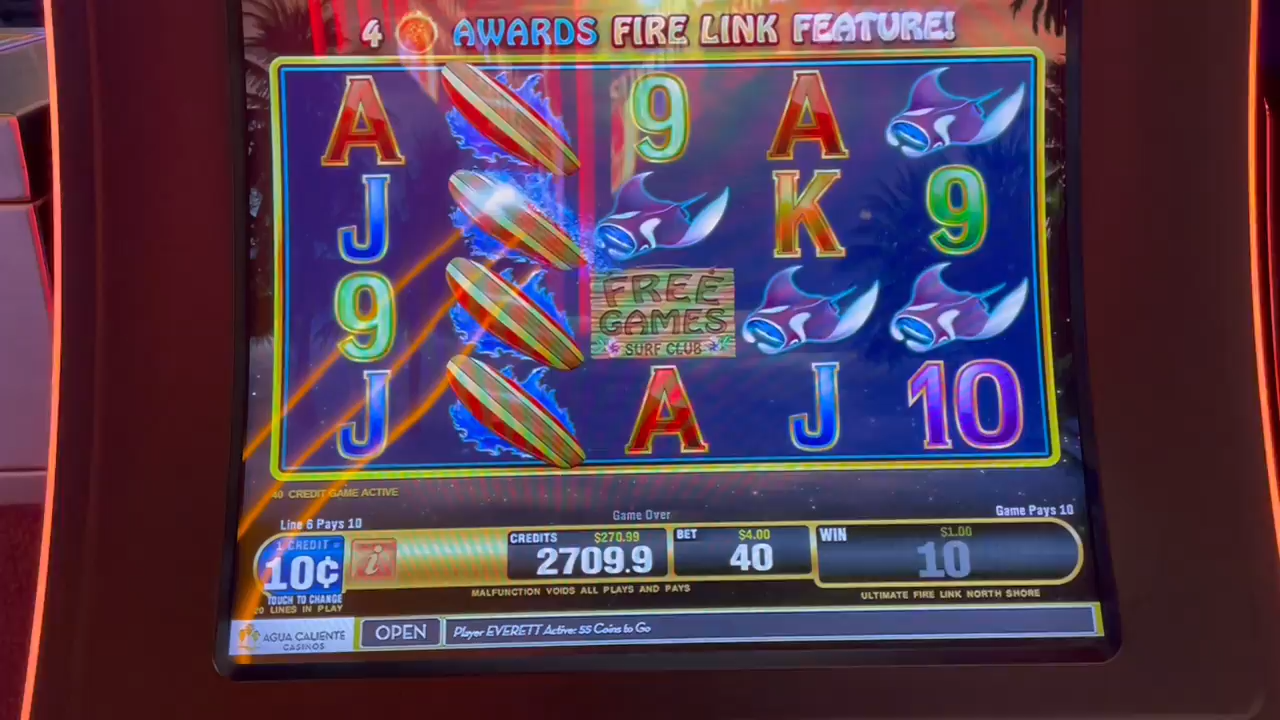 4 AWARDS FIRE LINK FEATURE!
A 9 A
J K 9
9 FREE GAMES SURF CLUB
J A J 10
40 CREDIT GAME ACTIVE
Game Over
Line 6 Pays 10
Game Pays 10
1 CREDIT =
10¢
TOUCH TO CHANGE
20 LINES IN PLAY
i
CREDITS $270.99
2709.9
BET $4.00
40
WIN $1.00
10
MALFUNCTION VOIDS ALL PLAYS AND PAYS
ULTIMATE FIRE LINK NORTH SHORE
AGUA CALIENTE
CASINOS
OPEN
Player EVERETT Active: 55 Coins to Go